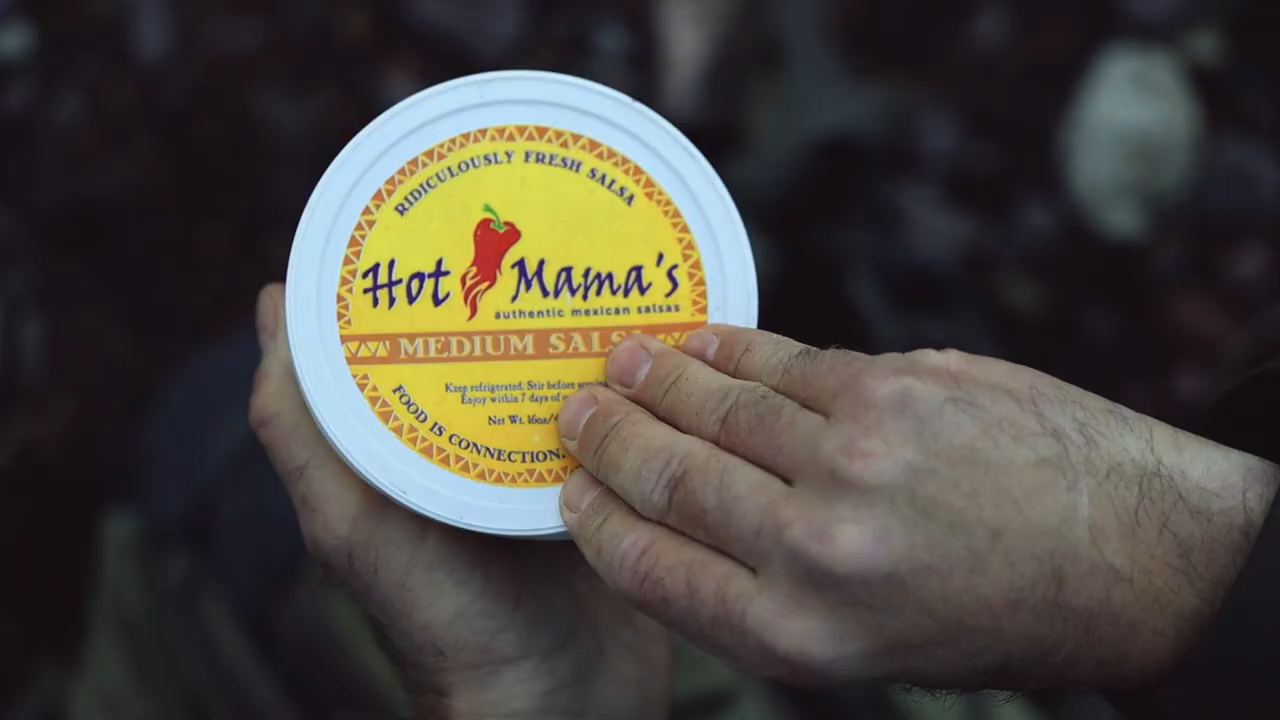 RIDICULOUSLY FRESH SALSA
Hot Mama's
authentic mexican salsas
MEDIUM SALSA
Keep refrigerated. Stir before
Enjoy within 7 days of
Net Wt. 16oz/
FOOD IS CONNECTION.